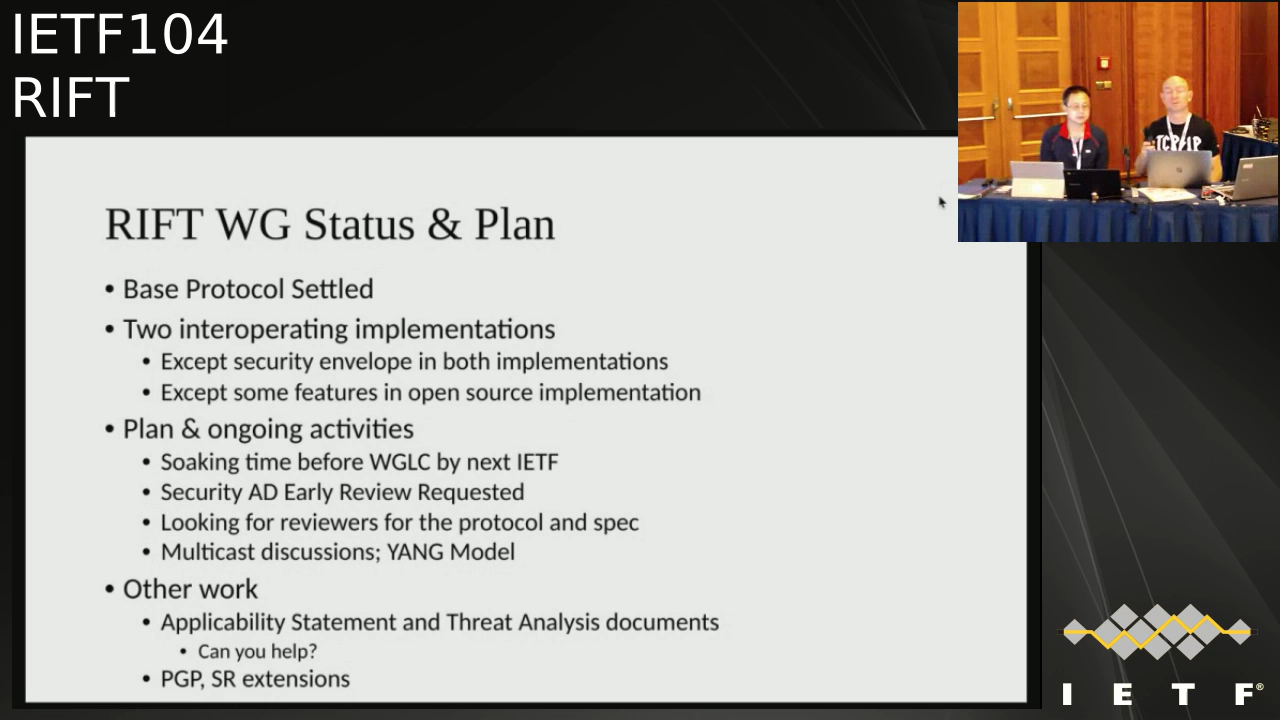 IETF104
RIFT
TCP/IP
RIFT WG Status & Plan
• Base Protocol Settled
• Two interoperating implementations
• Except security envelope in both implementations
• Except some features in open source implementation
• Plan & ongoing activities
• Soaking time before WGLC by next IETF
• Security AD Early Review Requested
• Looking for reviewers for the protocol and spec
• Multicast discussions; YANG Model
• Other work
• Applicability Statement and Threat Analysis documents
• Can you help?
• PGP, SR extensions
I E T F®